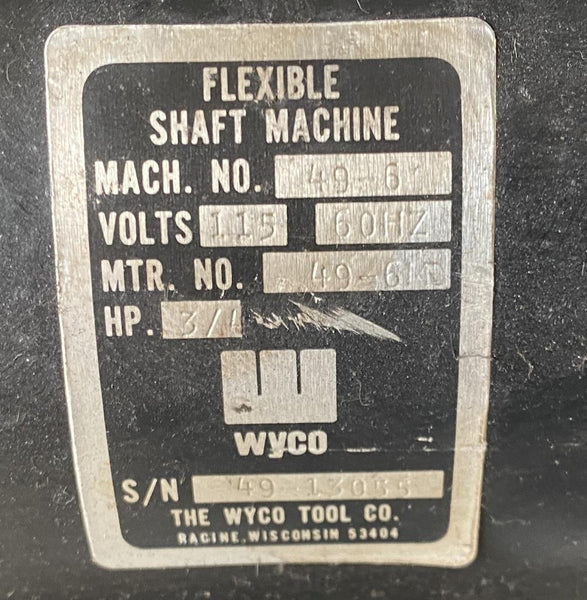 FLEXIBLE
SHAFT MACHINE
MACH. NO. 49-6
VOLTS 115 60HZ
MTR. NO. 49-61
HP. 3/4
WYCO
S/N 49-13055
THE WYCO TOOL CO.
RACINE, WISCONSIN 53404